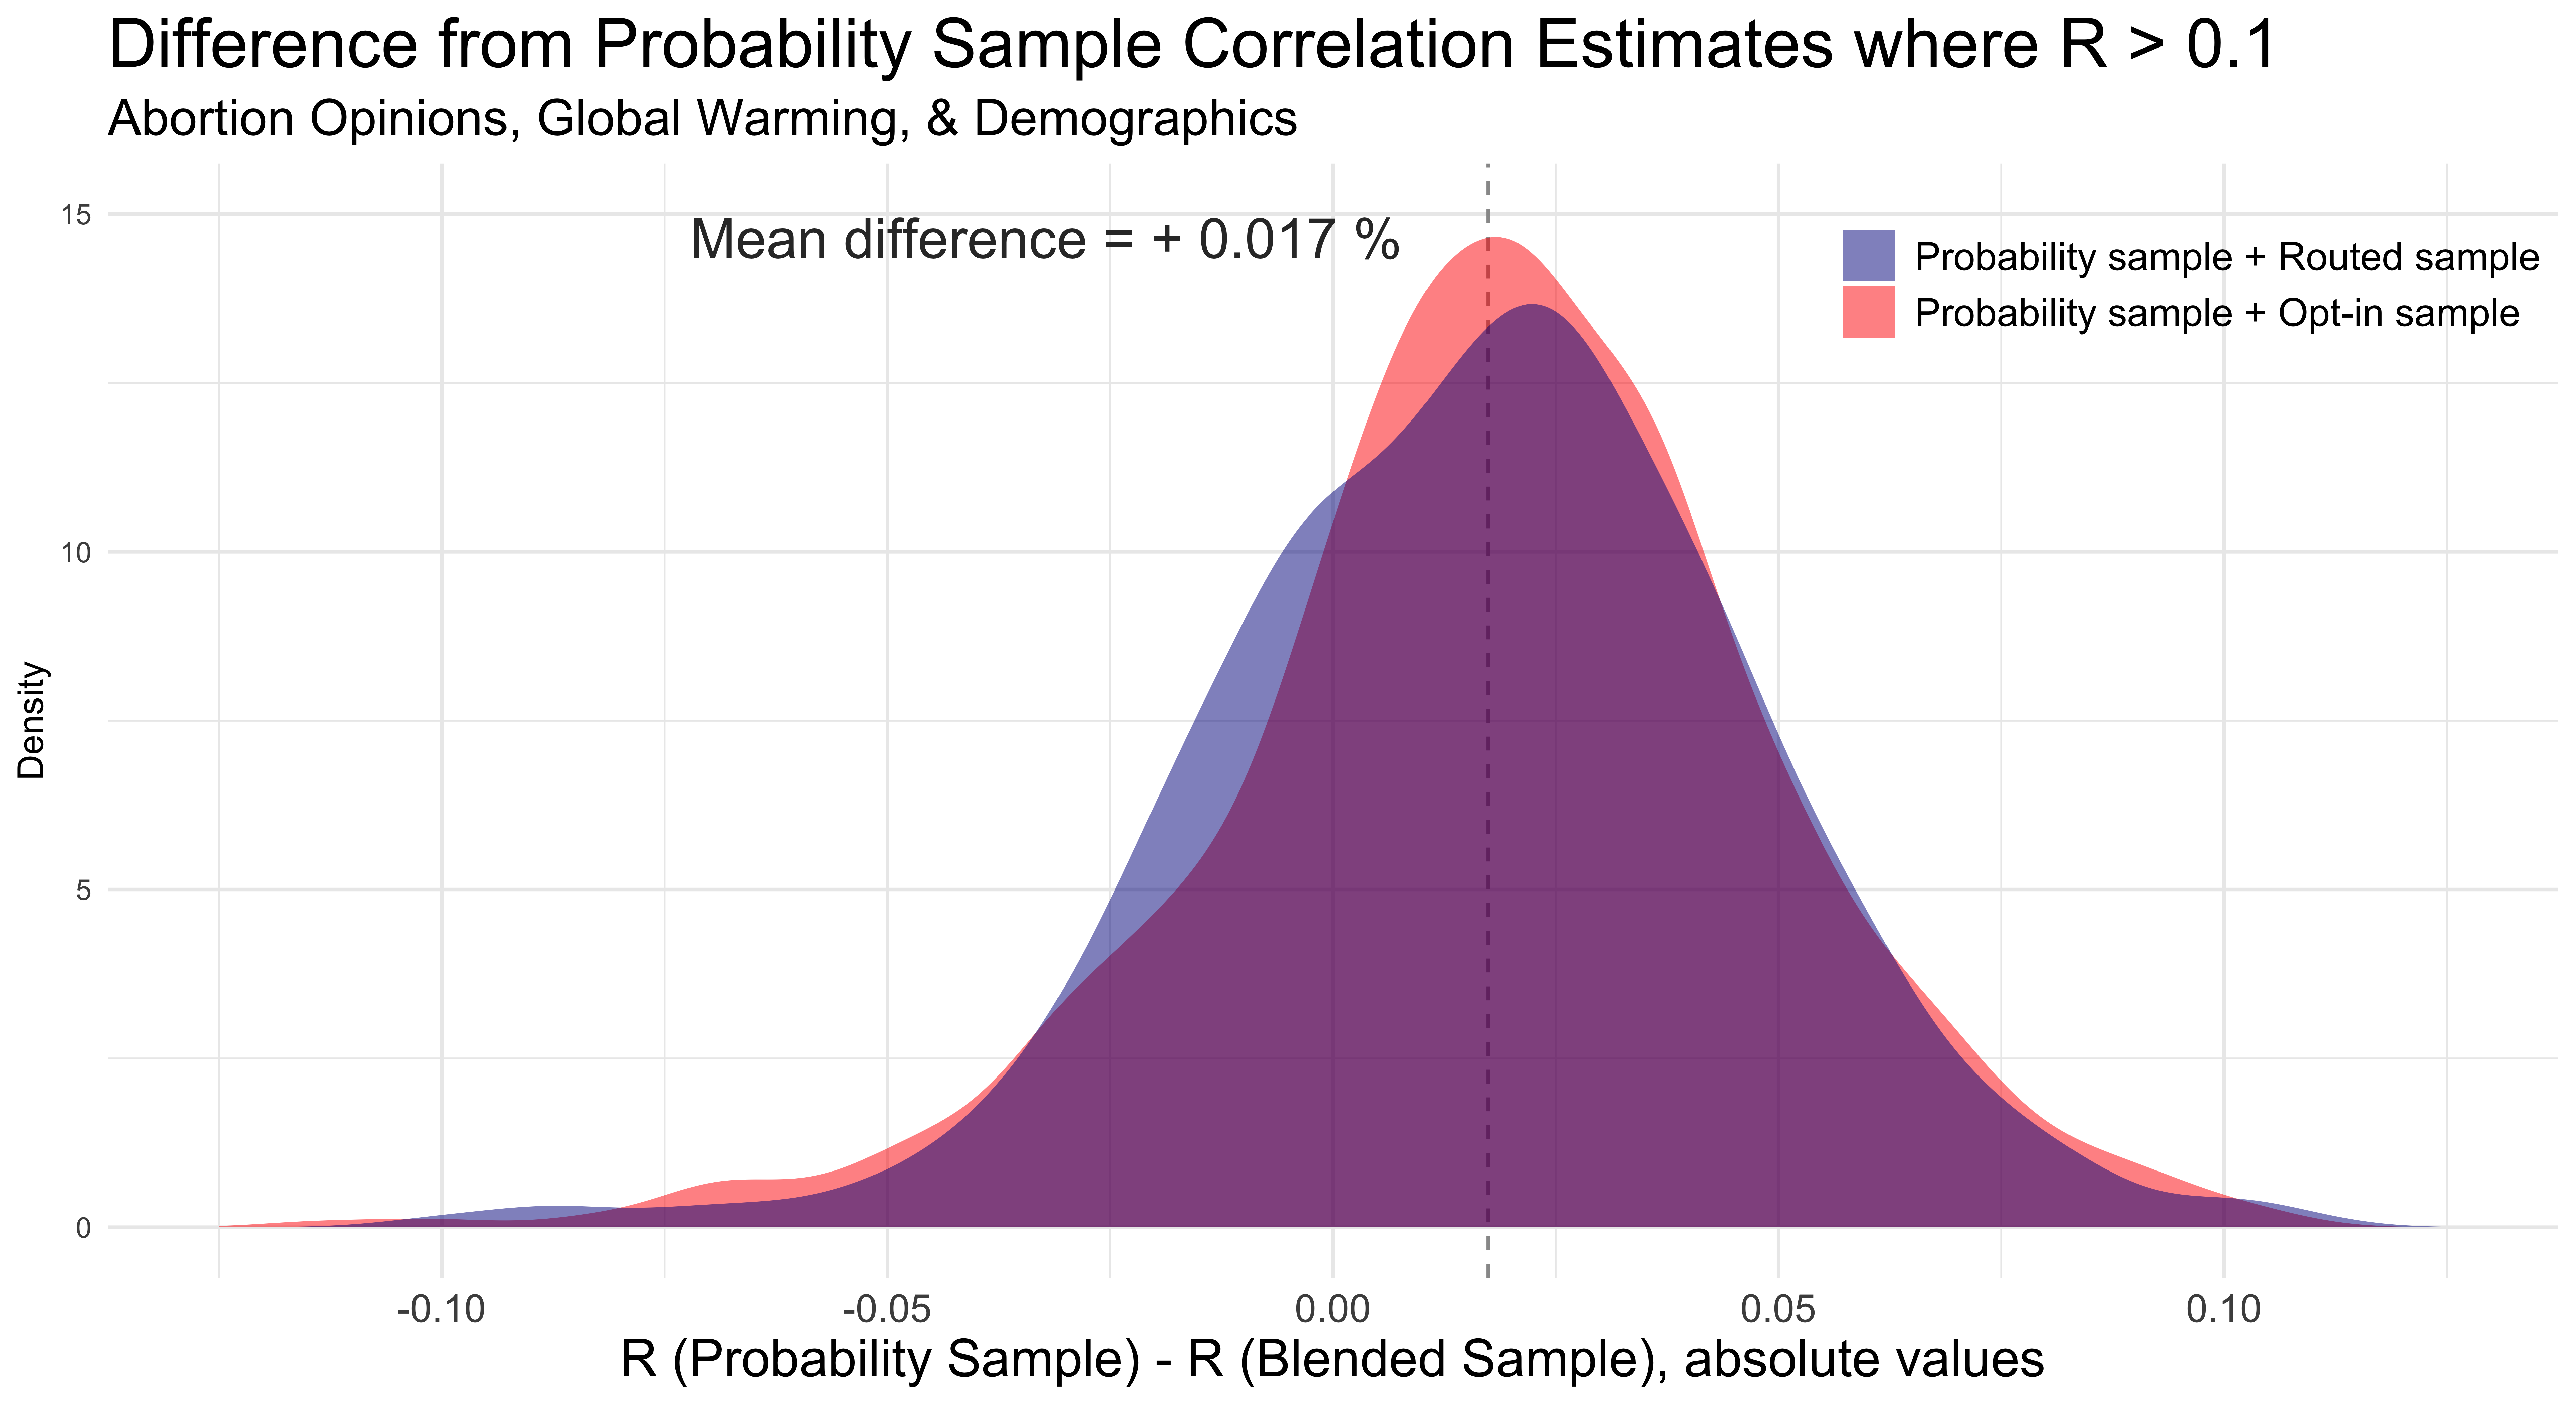 Difference from Probability Sample Correlation Estimates where R > 0.1
Abortion Opinions, Global Warming, & Demographics
Mean difference = + 0.017 %
Probability sample + Routed sample
Probability sample + Opt-in sample
Density
15
10
5
0
-0.10
-0.05
0.00
0.05
0.10
R (Probability Sample) - R (Blended Sample), absolute values